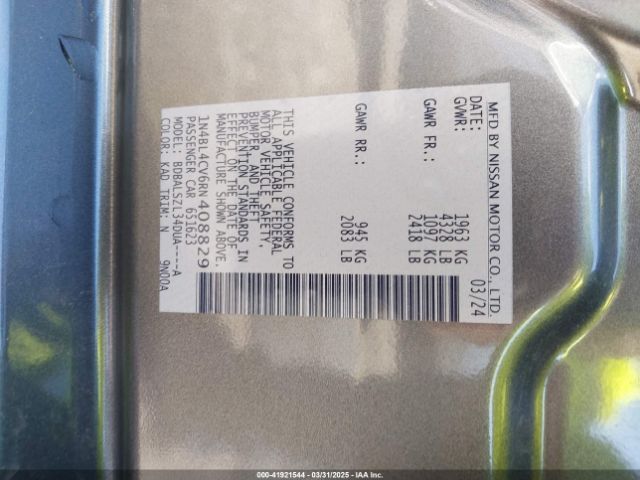 MFD BY NISSAN MOTOR CO., LTD.
DATE: 03/24
GVWR: 1963 KG
4328 LB
GAWR FR.: 1097 KG
2418 LB
GAWR RR.: 945 KG
2083 LB
THIS VEHICLE CONFORMS TO
ALL APPLICABLE FEDERAL
MOTOR VEHICLE SAFETY,
BUMPER, AND THEFT
PREVENTION STANDARDS IN
EFFECT ON THE DATE OF
MANUFACTURE SHOWN ABOVE.
1N4BL4CV6RN408829
PASSENGER CAR 651623
MODEL: BDBALSZL34DUA----A
COLOR: KAD TRIM: N 9N00A
000-41921544 | 03/31/2025 | IAA Inc.